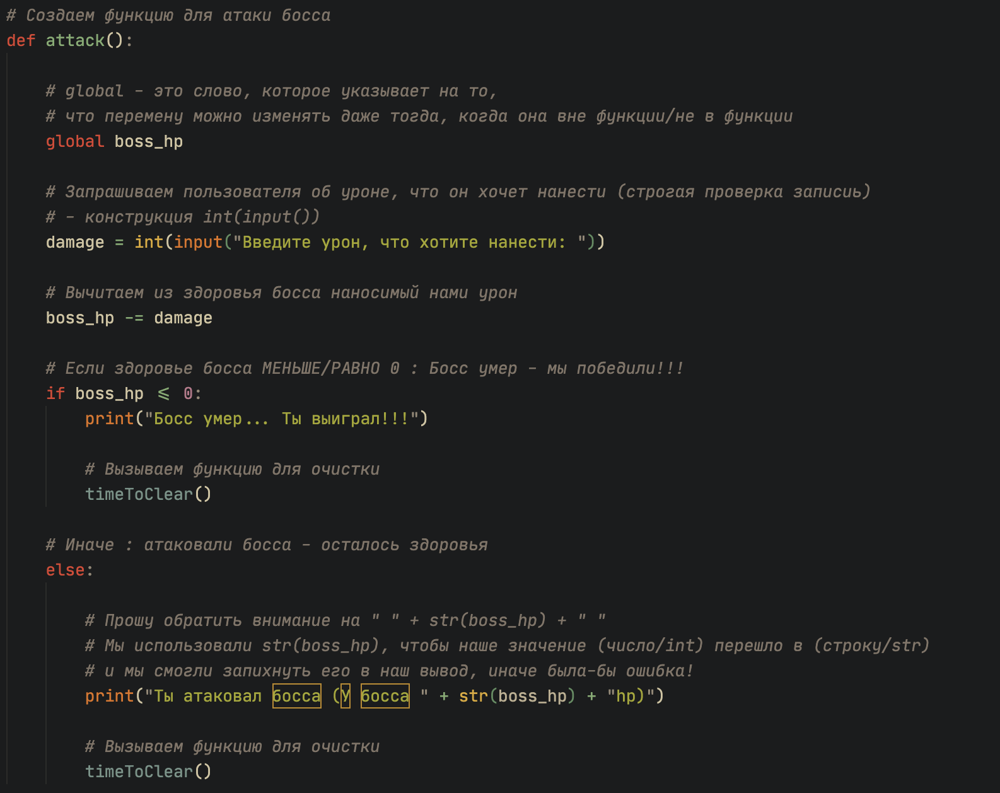 # Создаем функцию для атаки босса
def attack():
# global - это слово, которое указывает на то,
# что перемену можно изменять даже тогда, когда она вне функции/не в функции
global boss_hp
# Запрашиваем пользователя об уроне, что он хочет нанести (строгая проверка записиь)
# - конструкция int(input())
damage = int(input("Введите урон, что хотите нанести: "))
# Вычитаем из здоровья босса наносимый нами урон
boss_hp -= damage
# Если здоровье босса МЕНЬШЕ/РАВНО 0 : Босс умер - мы победили!!!
if boss_hp ⩽ 0:
print("Босс умер... Ты выиграл!!!")
# Вызываем функцию для очистки
timeToClear()
# Иначе : атаковали босса - осталось здоровья
else:
# Прошу обратить внимание на " " + str(boss_hp) + " "
# Мы использовали str(boss_hp), чтобы наше значение (число/int) перешло в (строку/str)
# и мы смогли запихнуть его в наш вывод, иначе была-бы ошибка!
print("Ты атаковал босса (У босса " + str(boss_hp) + "hp)")
# Вызываем функцию для очистки
timeToClear()